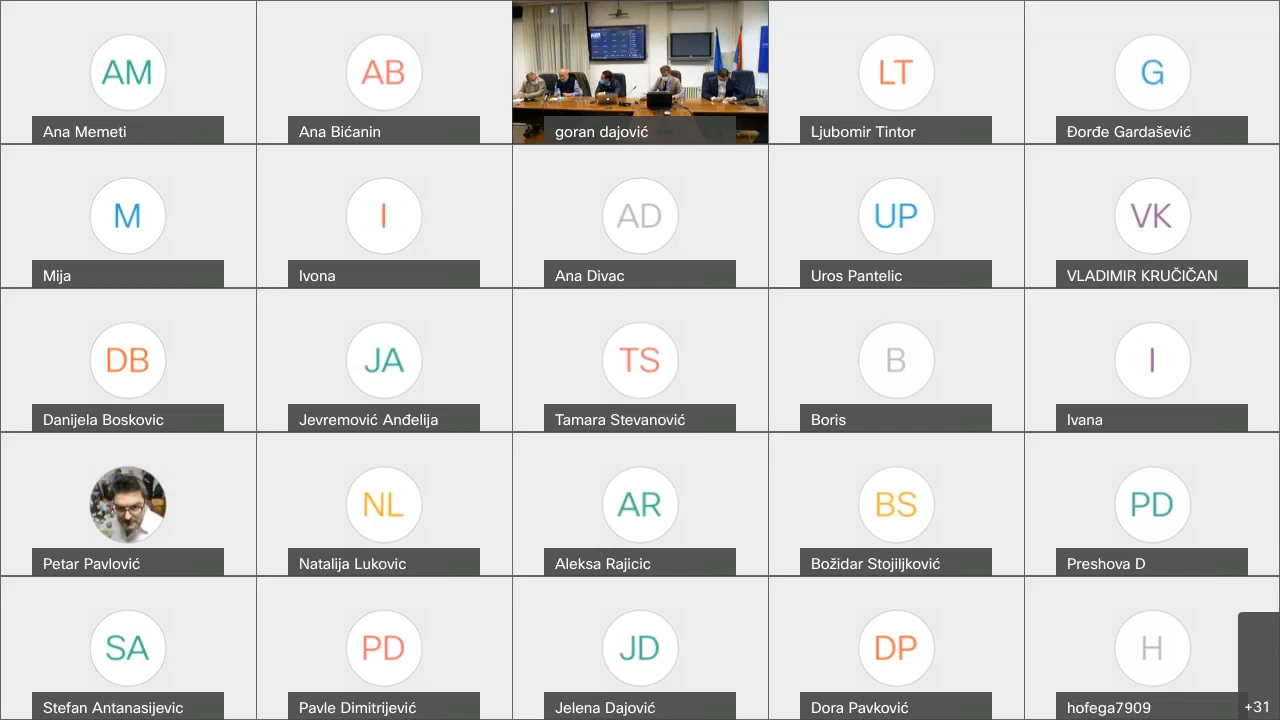 AM
Ana Memeti
AB
Ana Bićanin
goran dajović
LT
Ljubomir Tintor
G
Đorđe Gardašević
M
Mija
I
Ivona
AD
Ana Divac
UP
Uros Pantelic
VK
VLADIMIR KRUČIČAN
DB
Danijela Boskovic
JA
Jevremović Anđelija
TS
Tamara Stevanović
B
Boris
I
Ivana
Petar Pavlović
NL
Natalija Lukovic
AR
Aleksa Rajicic
BS
Božidar Stojiljković
PD
Preshova D
SA
Stefan Antanasijevic
PD
Pavle Dimitrijević
JD
Jelena Dajović
DP
Dora Pavković
H
hofega7909
+31